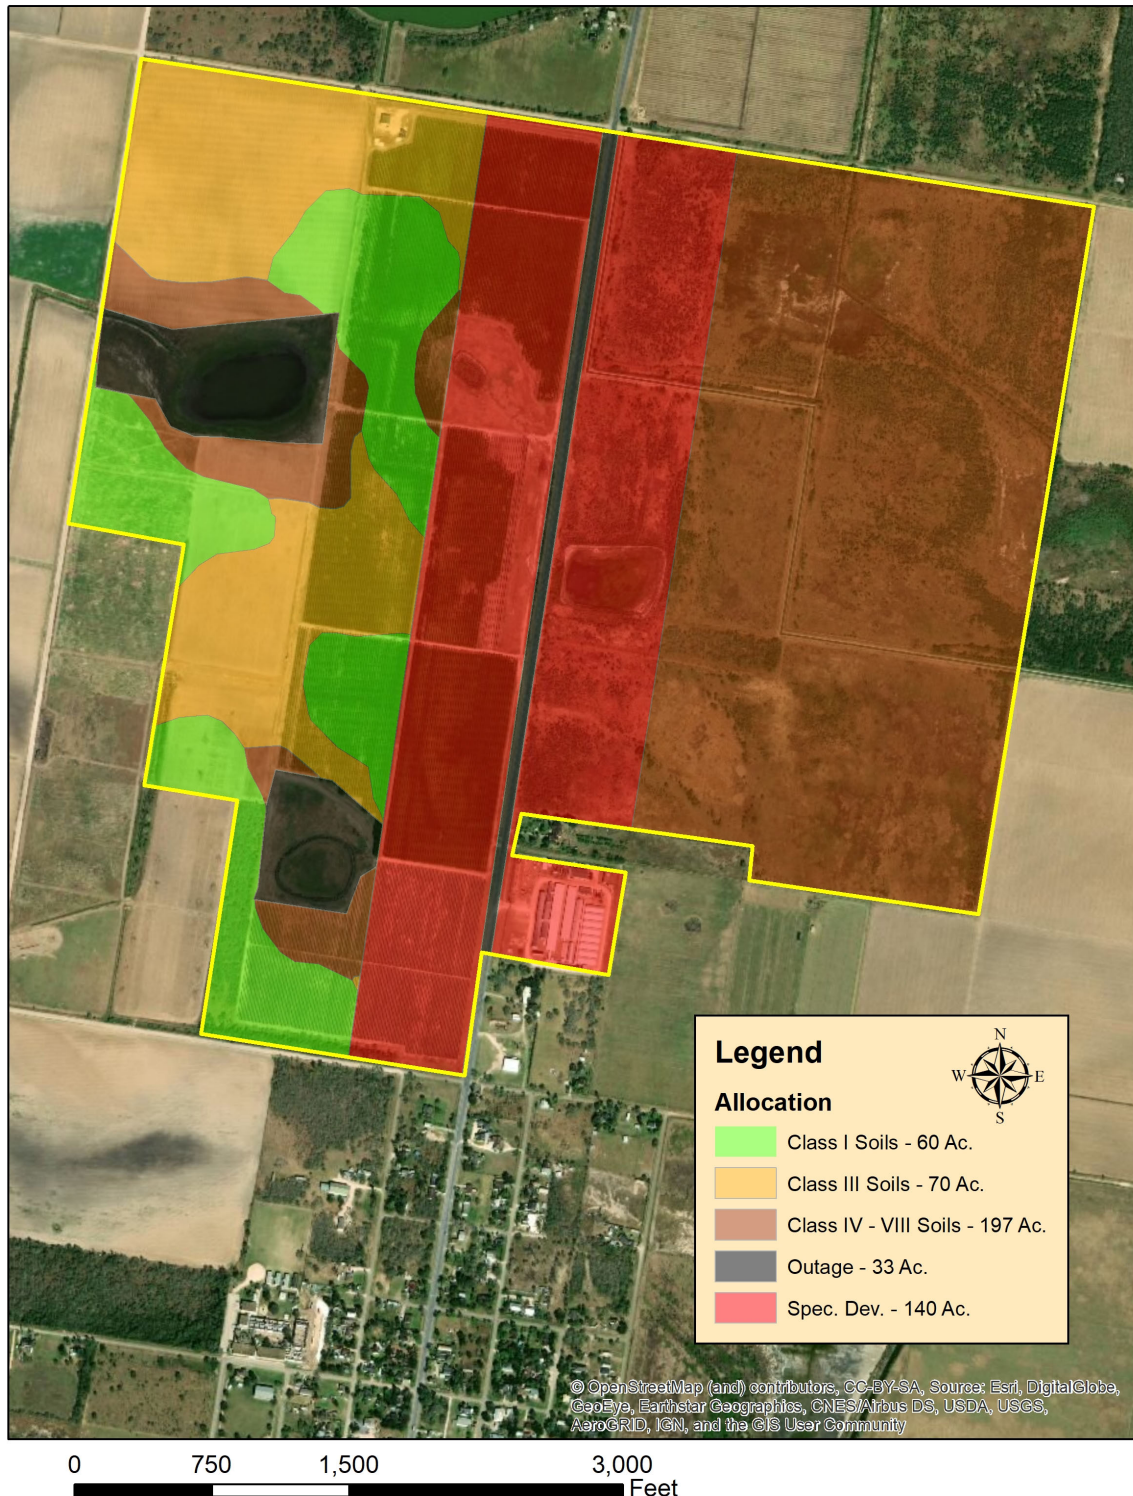 Legend
N
W E
S
Allocation
Class I Soils - 60 Ac.
Class III Soils - 70 Ac.
Class IV - VIII Soils - 197 Ac.
Outage - 33 Ac.
Spec. Dev. - 140 Ac.
© OpenStreetMap (and) contributors, CC-BY-SA, Source: Esri, DigitalGlobe,
GeoEye, Earthstar Geographics, CNES/Airbus DS, USDA, USGS,
AeroGRID, IGN, and the GIS User Community
0 750 1,500 3,000
Feet